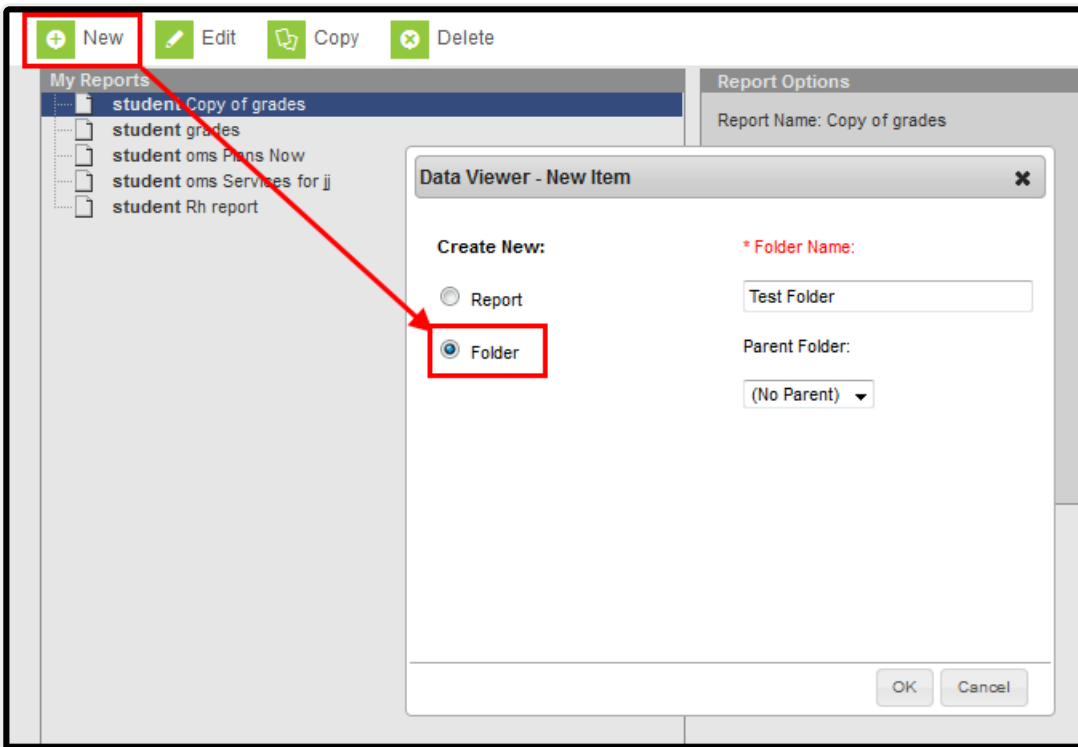 New Edit Copy Delete
My Reports
student Copy of grades
student grades
student oms Plans Now
student oms Services for jj
student Rh report
Report Options
Report Name: Copy of grades
Data Viewer - New Item
Create New:
Report
Folder
* Folder Name:
Test Folder
Parent Folder:
(No Parent)
OK Cancel